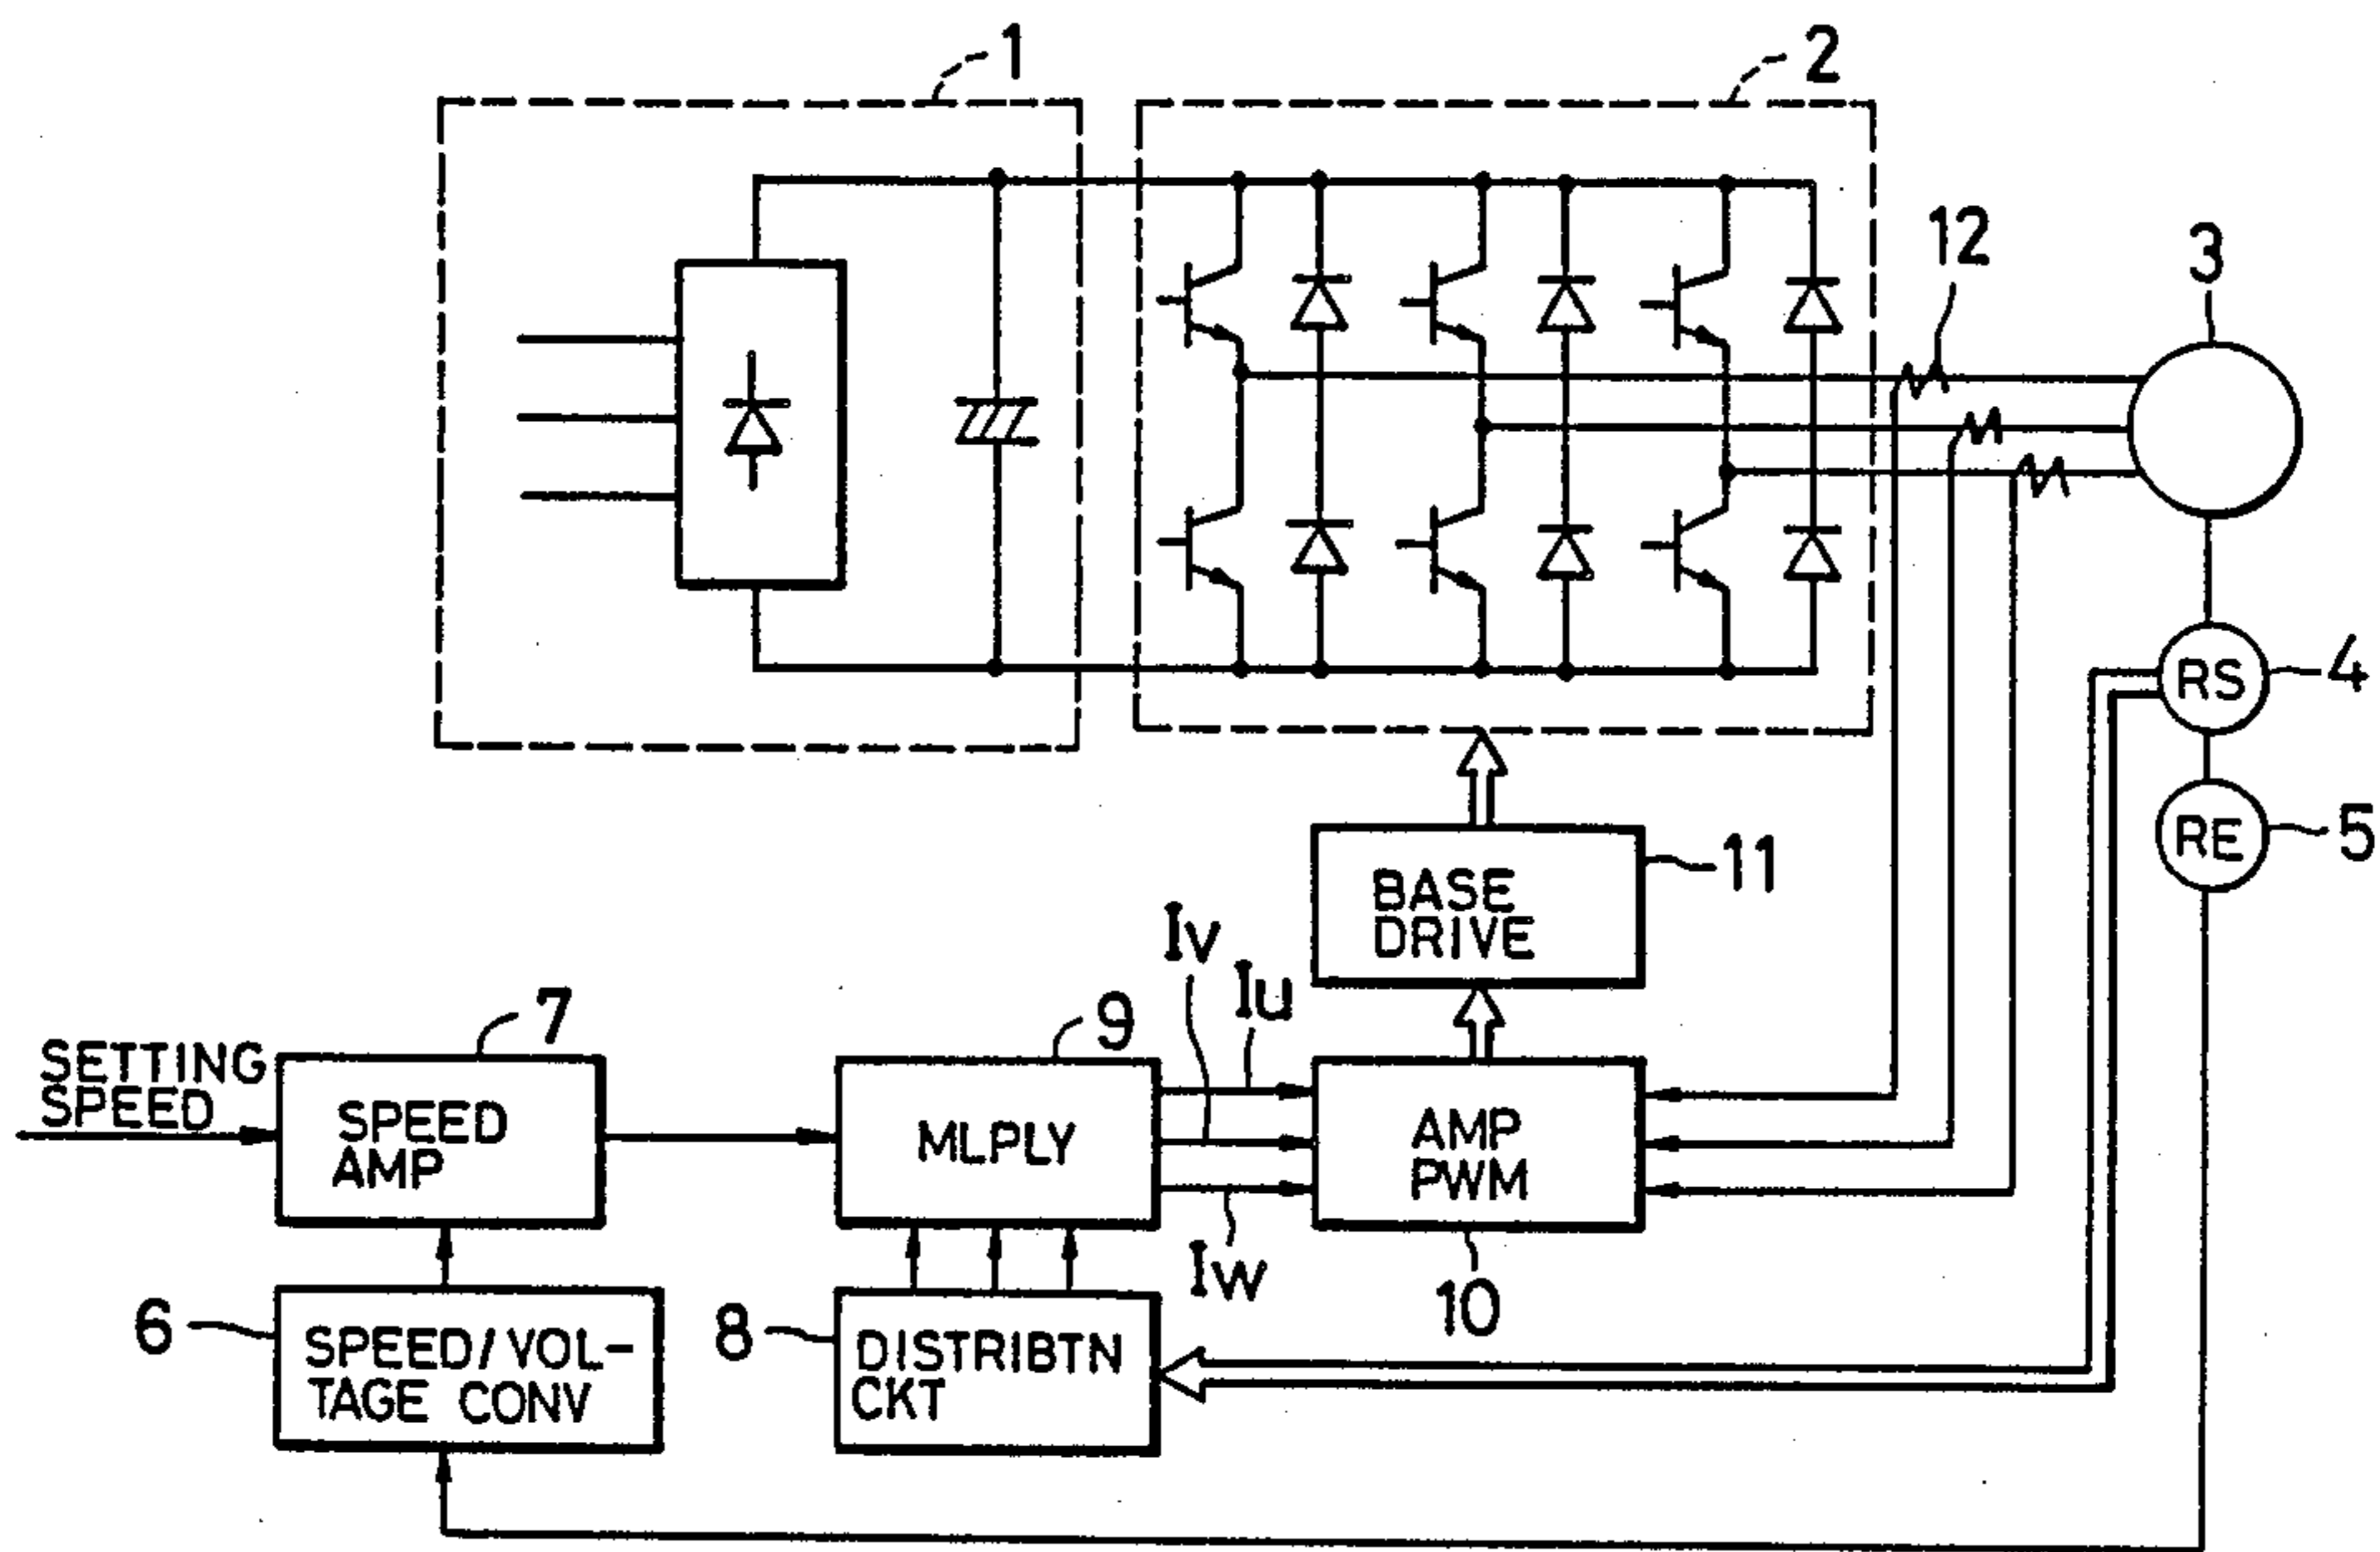 1
2
12
3
RS
4
RE
5
BASE
DRIVE
11
Iv
Iu
7
9
SETTING
SPEED
SPEED
AMP
MLPLY
AMP
PWM
Iw
10
6
SPEED/VOL-
TAGE CONV
8
DISTRIBTN
CKT